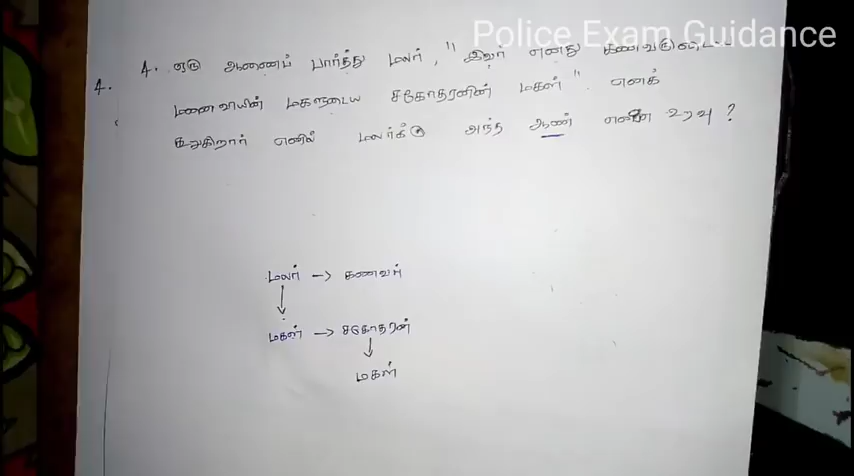 Police Exam Guidance
4. 4. ஒரு ஆணைப் பார்த்து மலர், "இவர் எனது கணவருடைய
மனைவியின் மகளுடைய சகோதரனின் மகள்" எனக்
கூறுகிறார் எனில் மலர்க்கு அந்த ஆண் என்ன உறவு ?
மலர் -> கணவர்
மகள் -> சகோதரன்
மகள்